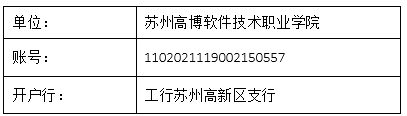 单位： 苏州高博软件技术职业学院
账号： 1102021119002150557
开户行： 工行苏州高新区支行